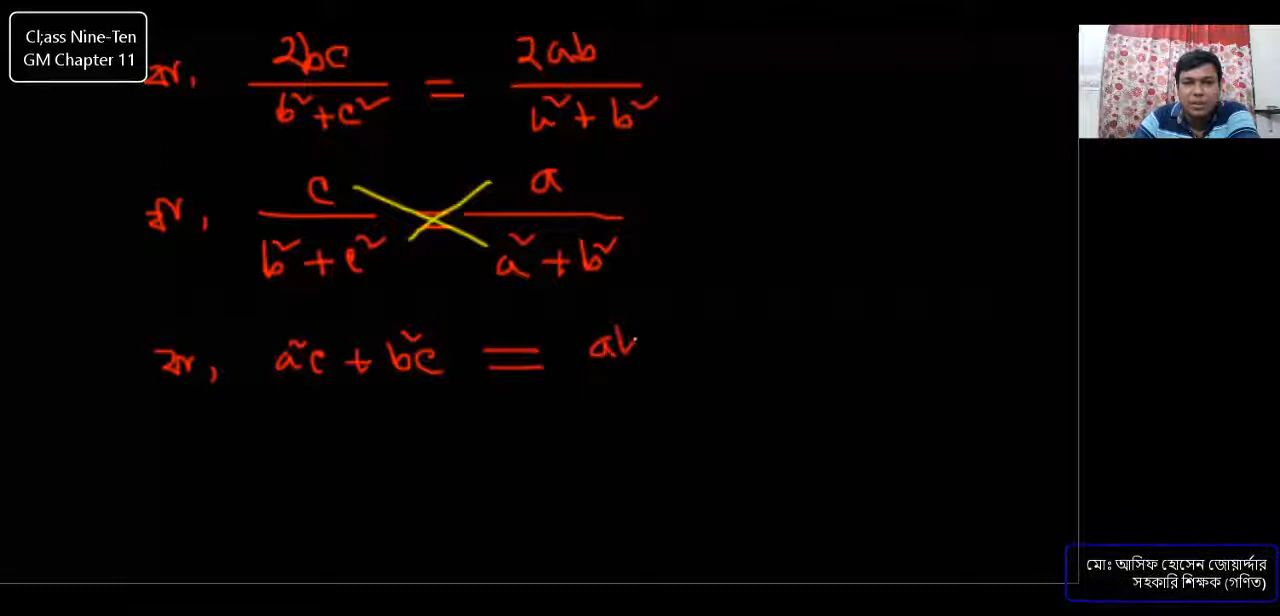 Cl;ass Nine-Ten
GM Chapter 11
বা, 2bc / b²+c² = 2ab / a²+b²
বা, c / b²+c² = a / a²+b²
বা, a²c + b²c = ab
মোঃ আসিফ হোসেন জোয়ার্দ্দার
সহকারি শিক্ষক (গণিত)